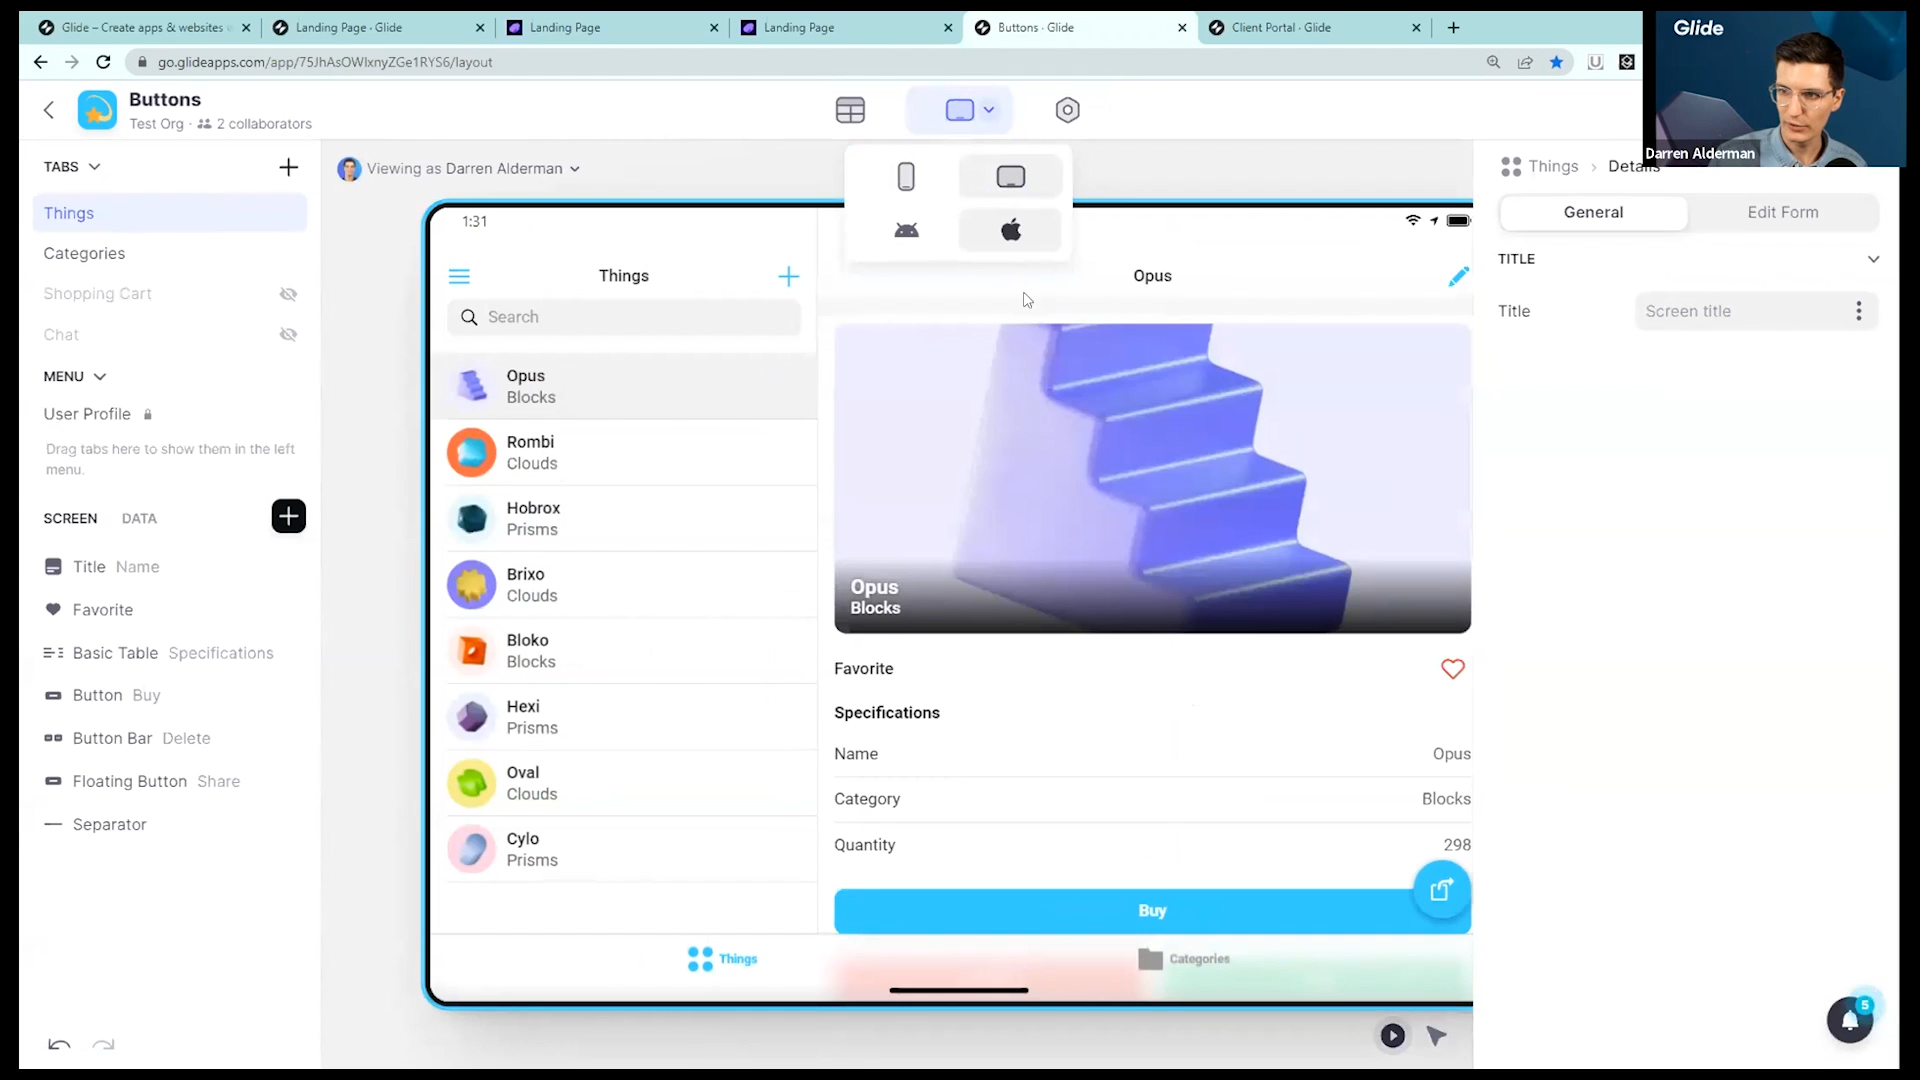 Glide – Create apps & websites
Landing Page · Glide
Landing Page
Landing Page
Buttons · Glide
Client Portal · Glide
go.glideapps.com/app/75JhAsOWlxnyZGe1RYS6/layout
Glide
Darren Alderman
Buttons
Test Org · 2 collaborators
TABS
Things
Categories
Shopping Cart
Chat
MENU
User Profile
Drag tabs here to show them in the left
menu.
SCREEN
DATA
Title Name
Favorite
Basic Table Specifications
Button Buy
Button Bar Delete
Floating Button Share
Separator
Viewing as Darren Alderman
1:31
Things
Search
Opus
Blocks
Rombi
Clouds
Hobrox
Prisms
Brixo
Clouds
Bloko
Blocks
Hexi
Prisms
Oval
Clouds
Cylo
Prisms
Opus
Opus
Blocks
Favorite
Specifications
Name Opus
Category Blocks
Quantity 298
Buy
Things
Categories
Things > Details
General
Edit Form
TITLE
Title
Screen title
5